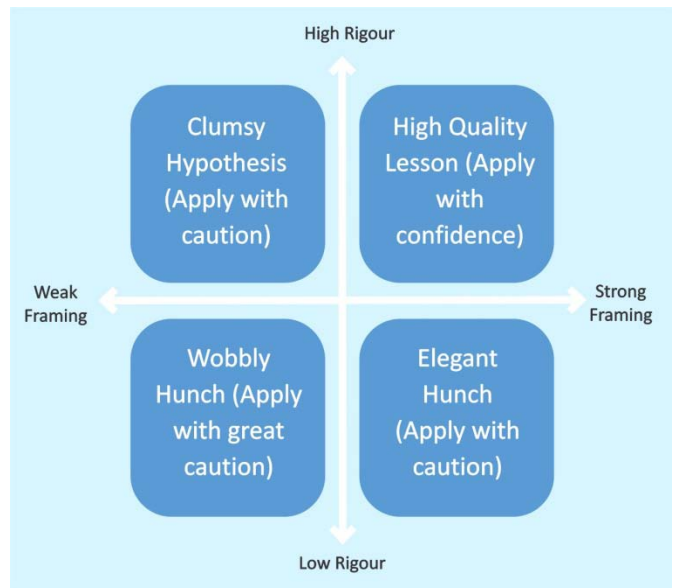 High Rigour
Clumsy
Hypothesis
(Apply with
caution)
High Quality
Lesson (Apply
with
confidence)
Weak
Framing
Strong
Framing
Wobbly
Hunch (Apply
with great
caution)
Elegant
Hunch
(Apply with
caution)
Low Rigour